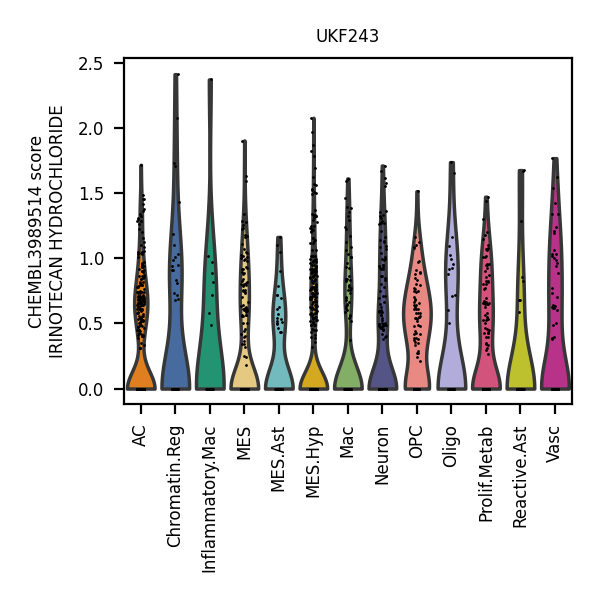 UKF243
CHEMBL3989514 score
IRINOTECAN HYDROCHLORIDE
2.5
2.0
1.5
1.0
0.5
0.0
AC
Chromatin.Reg
Inflammatory.Mac
MES
MES.Ast
MES.Hyp
Mac
Neuron
OPC
Oligo
Prolif.Metab
Reactive.Ast
Vasc